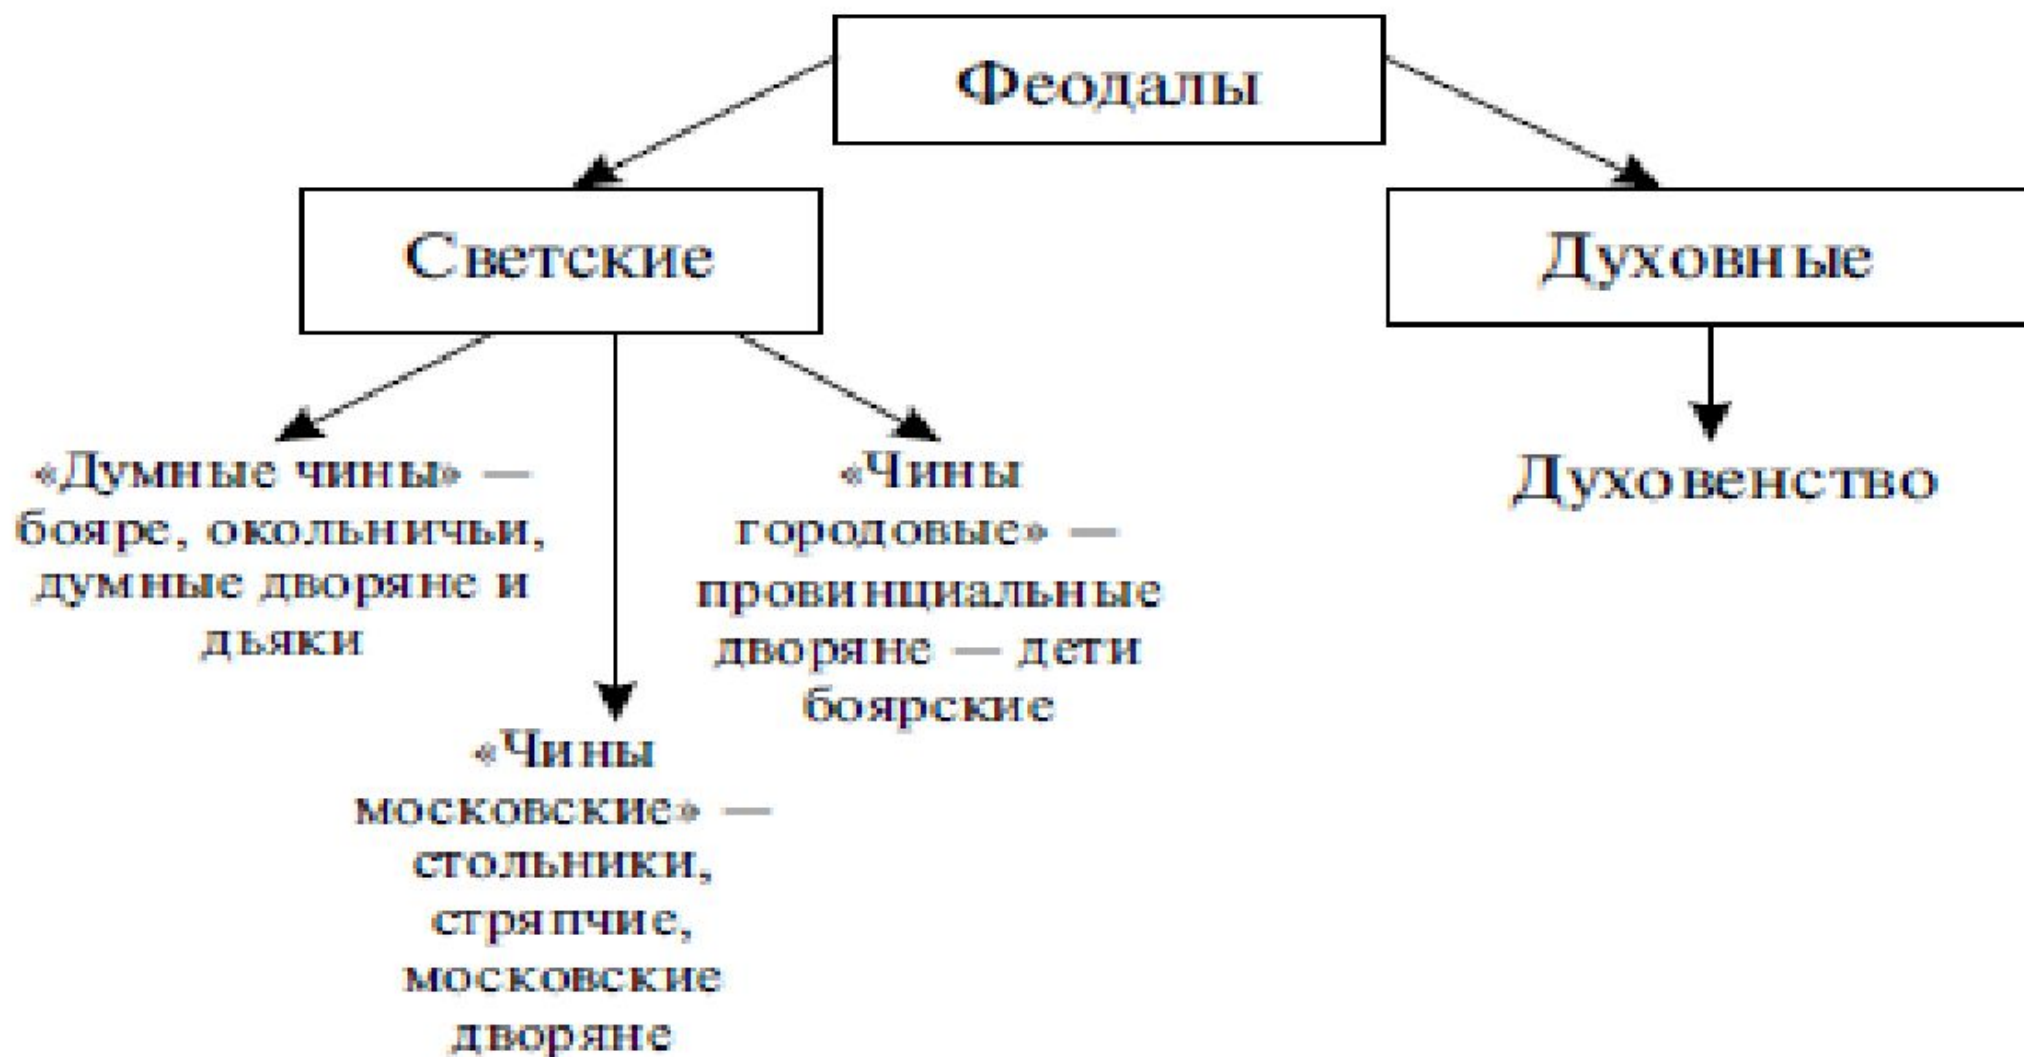 Феодалы
Светские
Духовные
«Думные чины» —
бояре, окольничьи,
думные дворяне и
дьяки
«Чины
московские» —
стольники,
стряпчие,
московские
дворяне
«Чины
городовые» —
провинциальные
дворяне — дети
боярские
Духовенство